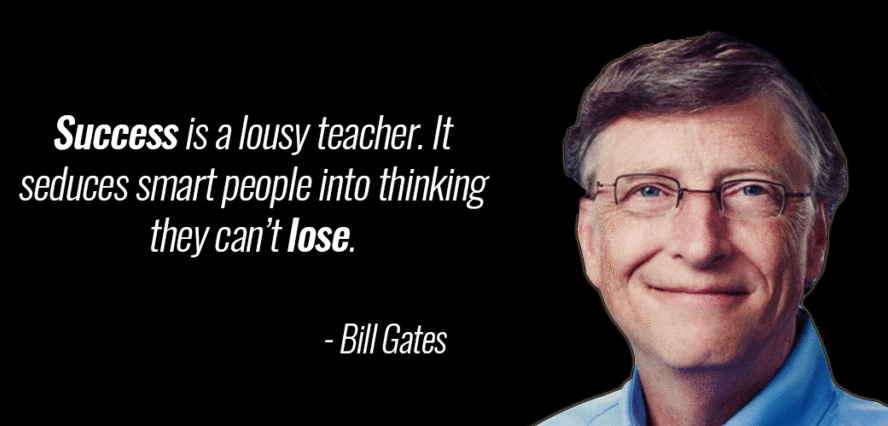 Success is a lousy teacher. It
seduces smart people into thinking
they can’t lose.
- Bill Gates